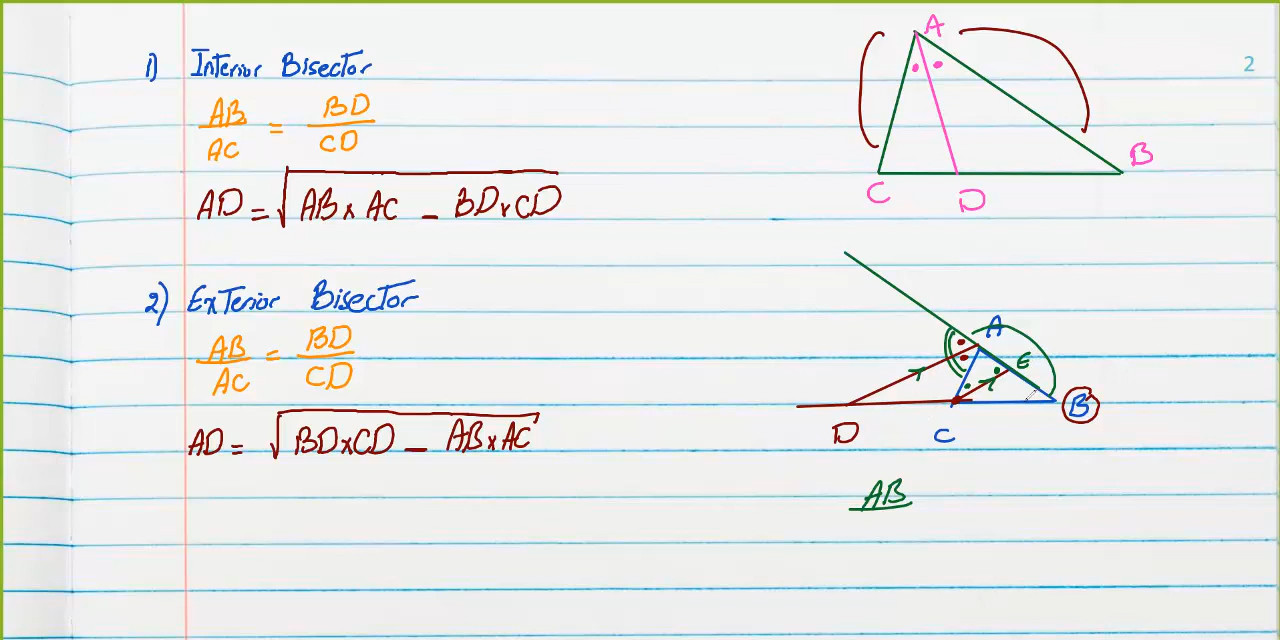 2
1) Interior Bisector
AB/AC = BD/CD
AD = √(AB × AC – BD × CD)
A
B
C
D
2) Exterior Bisector
AB/AC = BD/CD
AD = √(BD × CD – AB × AC)
A
E
B
D
C
AB